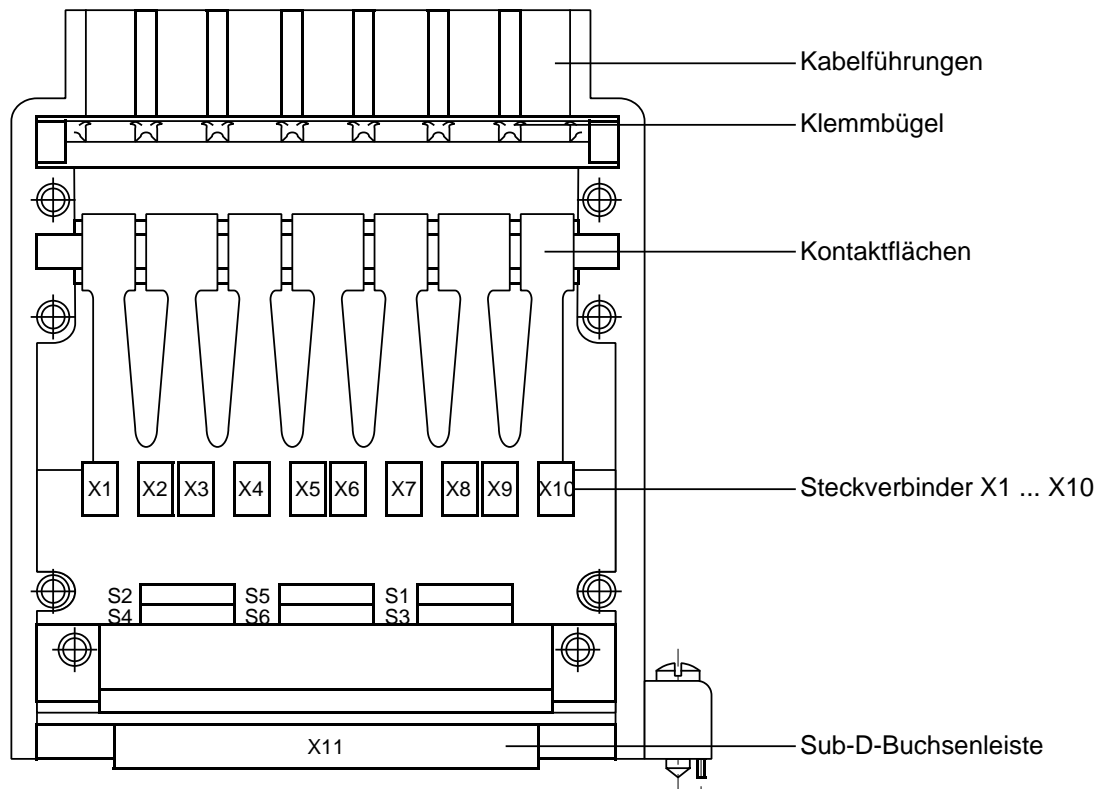 Kabelführungen
Klemmbügel
Kontaktflächen
X1 X2 X3 X4 X5 X6 X7 X8 X9 X10
Steckverbinder X1 ... X10
S2 S5 S1
S4 S6 S3
X11
Sub-D-Buchsenleiste